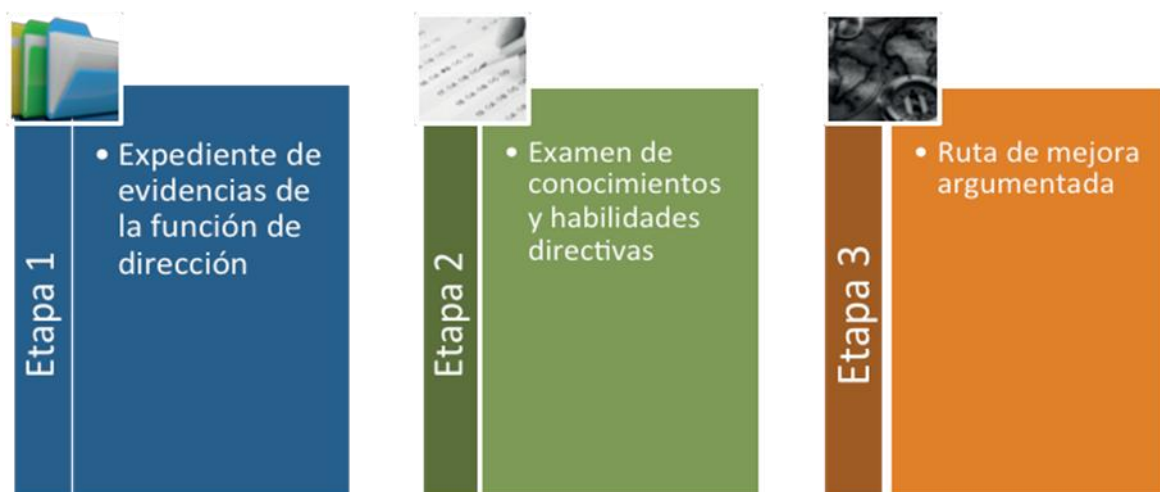 Etapa 1
• Expediente de
evidencias de
la función de
dirección
Etapa 2
• Examen de
conocimientos
y habilidades
directivas
Etapa 3
• Ruta de mejora
argumentada